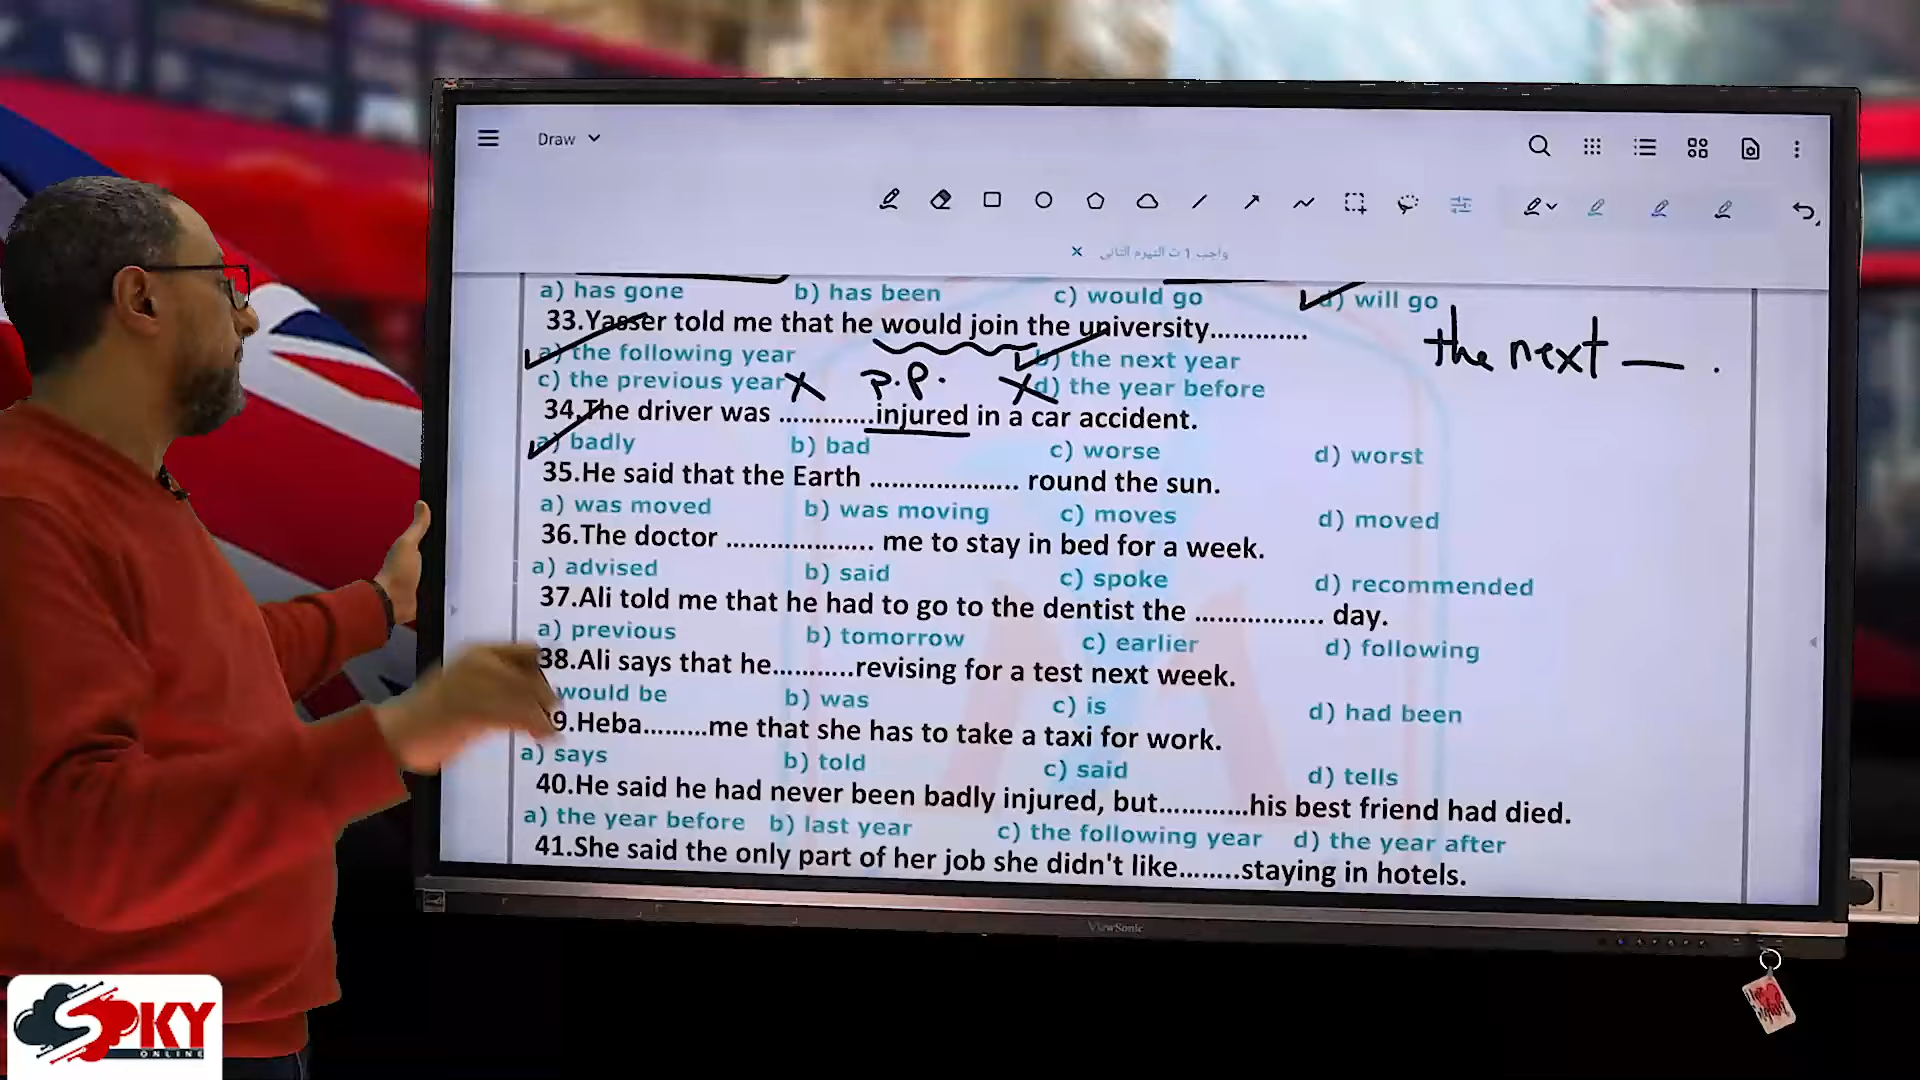 Draw
واجب 1 ث التيرم الثانى
a) has gone b) has been c) would go d) will go
33.Yasser told me that he would join the university.............
the next — .
a) the following year b) the next year
c) the previous year X P.P. X d) the year before
34.The driver was .............injured in a car accident.
a) badly b) bad c) worse d) worst
35.He said that the Earth .................... round the sun.
a) was moved b) was moving c) moves d) moved
36.The doctor .................... me to stay in bed for a week.
a) advised b) said c) spoke d) recommended
37.Ali told me that he had to go to the dentist the ................. day.
a) previous b) tomorrow c) earlier d) following
38.Ali says that he...........revising for a test next week.
would be b) was c) is d) had been
9.Heba.........me that she has to take a taxi for work.
a) says b) told c) said d) tells
40.He said he had never been badly injured, but............his best friend had died.
a) the year before b) last year c) the following year d) the year after
41.She said the only part of her job she didn't like........staying in hotels.
ViewSonic
SPKY
ONLINE